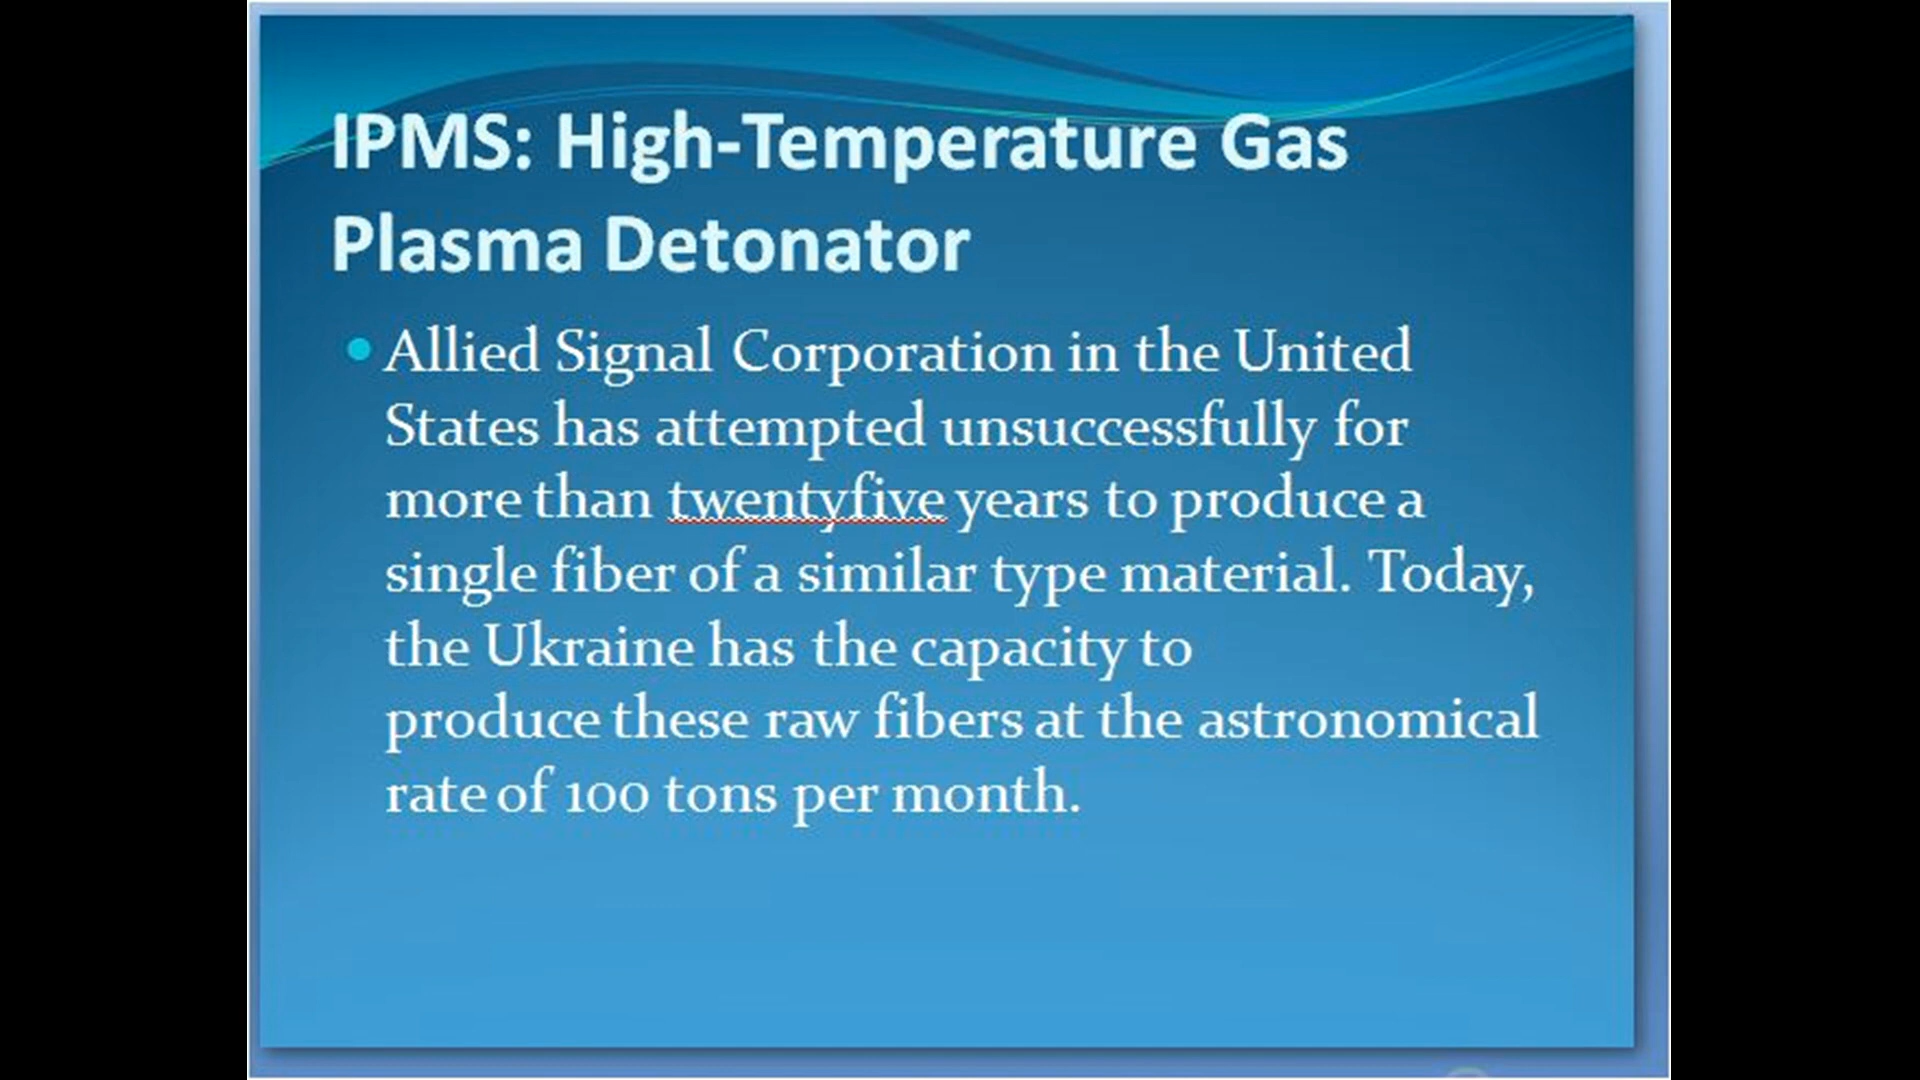 IPMS: High-Temperature Gas
Plasma Detonator
• Allied Signal Corporation in the United
States has attempted unsuccessfully for
more than twentyfive years to produce a
single fiber of a similar type material. Today,
the Ukraine has the capacity to
produce these raw fibers at the astronomical
rate of 100 tons per month.